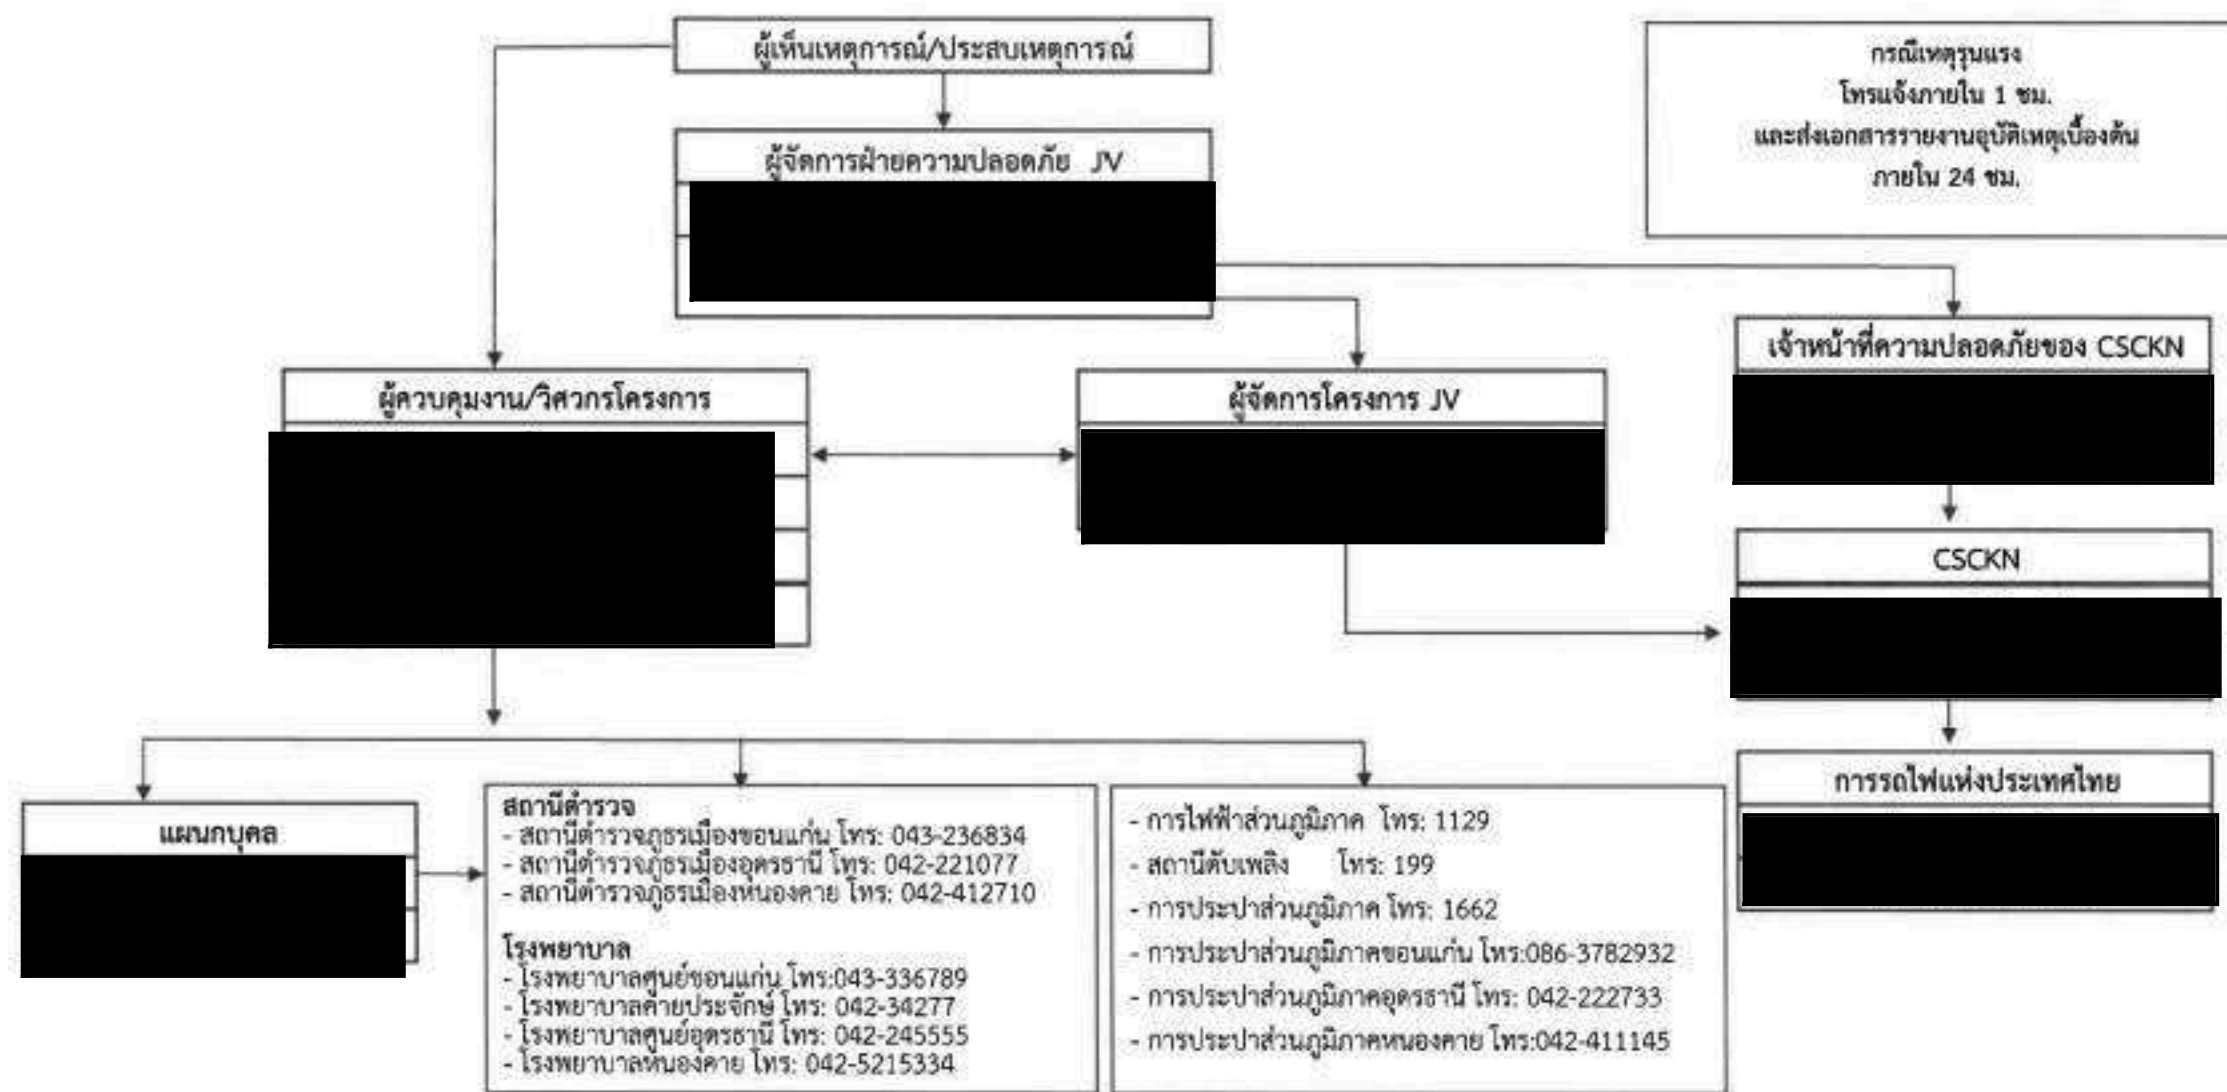 ผู้เห็นเหตุการณ์/ประสบเหตุการณ์
กรณีเหตุรุนแรง
โทรแจ้งภายใน 1 ชม.
และส่งเอกสารรายงานอุบัติเหตุเบื้องต้น
ภายใน 24 ชม.
ผู้จัดการฝ่ายความปลอดภัย JV
เจ้าหน้าที่ความปลอดภัยของ CSCKN
ผู้ควบคุมงาน/วิศวกรโครงการ
ผู้จัดการโครงการ JV
CSCKN
การรถไฟแห่งประเทศไทย
แผนกบุคคล
สถานีตำรวจ
- สถานีตำรวจภูธรเมืองขอนแก่น โทร: 043-236834
- สถานีตำรวจภูธรเมืองอุดรธานี โทร: 042-221077
- สถานีตำรวจภูธรเมืองหนองคาย โทร: 042-412710
โรงพยาบาล
- โรงพยาบาลศูนย์ขอนแก่น โทร:043-336789
- โรงพยาบาลค่ายประจักษ์ โทร: 042-34277
- โรงพยาบาลศูนย์อุดรธานี โทร: 042-245555
- โรงพยาบาลหนองคาย โทร: 042-5215334
- การไฟฟ้าส่วนภูมิภาค โทร: 1129
- สถานีดับเพลิง โทร: 199
- การประปาส่วนภูมิภาค โทร: 1662
- การประปาส่วนภูมิภาคขอนแก่น โทร:086-3782932
- การประปาส่วนภูมิภาคอุดรธานี โทร: 042-222733
- การประปาส่วนภูมิภาคหนองคาย โทร:042-411145